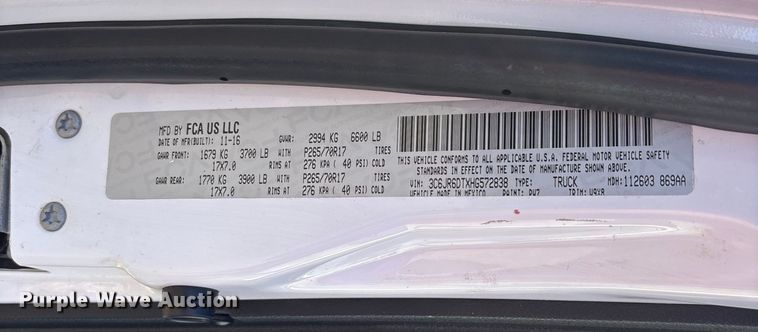 MFD BY FCA US LLC
DATE OF MFR(BUILT) 11-16 GVWR: 2994 KG 6600 LB
GAWR FRONT: 1679 KG 3700 LB WITH P265/70R17 TIRES
17X7.0 RIMS AT 276 KPA ( 40 PSI) COLD
GAWR REAR: 1770 KG 3900 LB WITH P265/70R17 TIRES
17X7.0 RIMS AT 276 KPA ( 40 PSI) COLD
THIS VEHICLE CONFORMS TO ALL APPLICABLE U.S.A. FEDERAL MOTOR VEHICLE SAFETY
STANDARDS IN EFFECT ON THE DATE OF MANUFACTURE SHOWN ABOVE
VIN: 3C6JR6DTXHG572838 TYPE: TRUCK MDH: 112603 869AA
VEHICLE MADE IN MEXICO PAINT: PW7 TRIM:
Purple Wave Auction
Purple Wave Auction